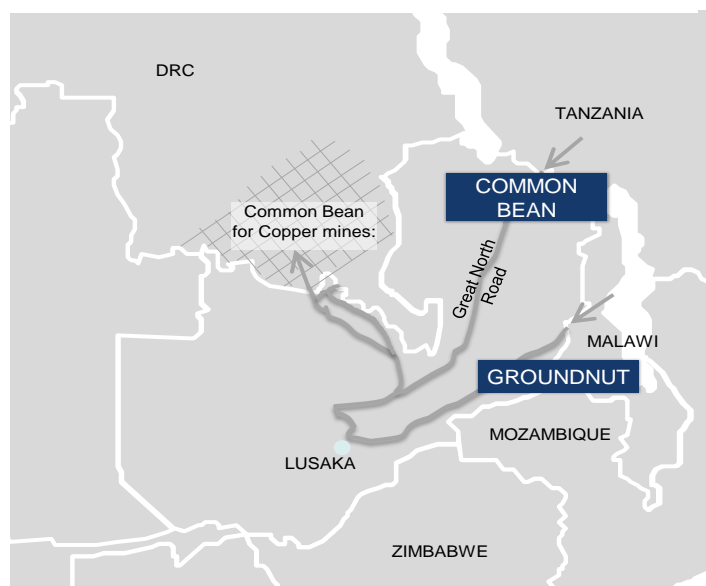 DRC
TANZANIA
COMMON
BEAN
Common Bean
for Copper mines:
Great North
Road
MALAWI
GROUNDNUT
MOZAMBIQUE
LUSAKA
ZIMBABWE